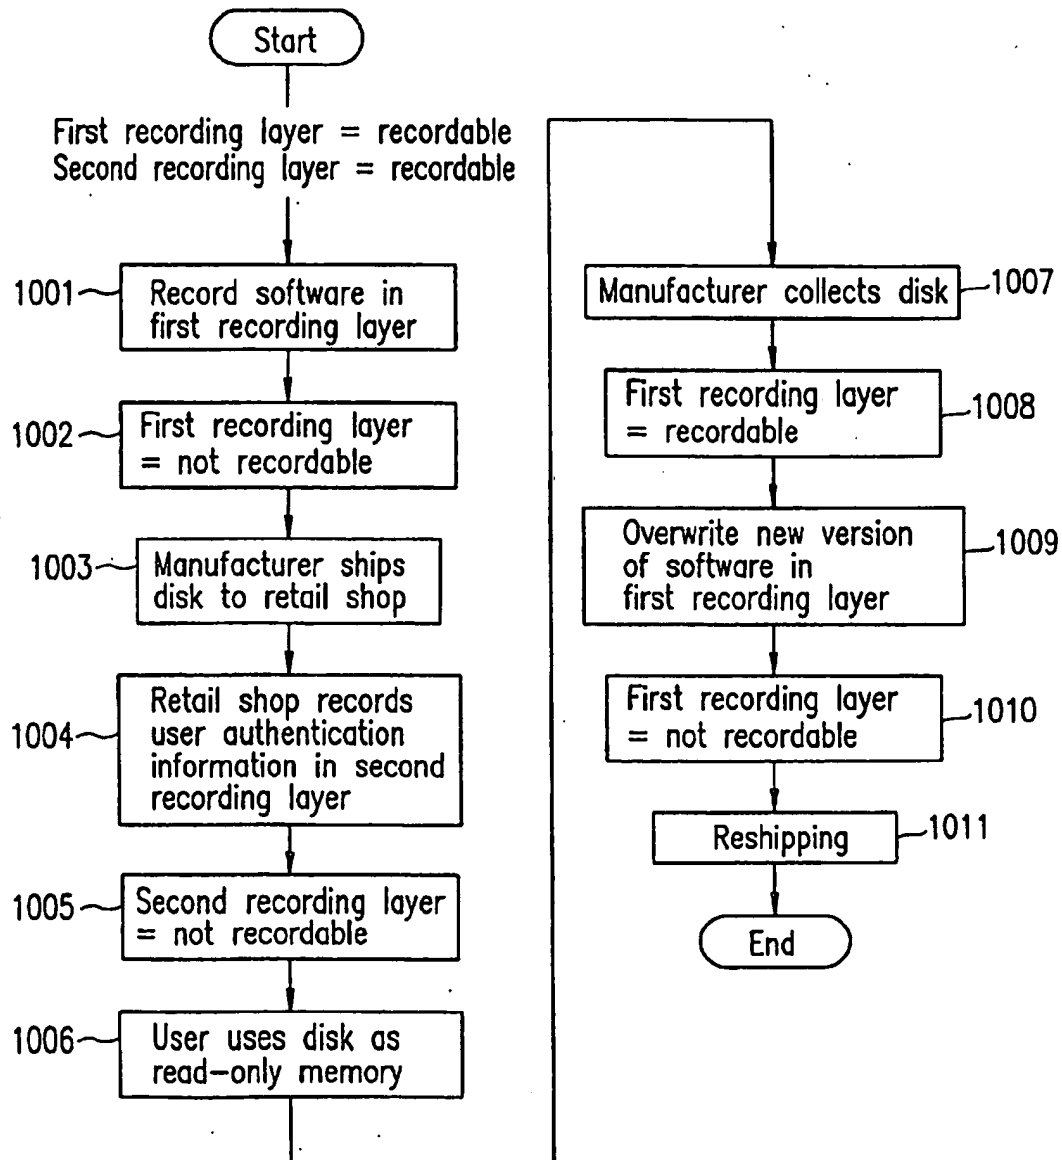 Start
First recording layer = recordable
Second recording layer = recordable
1001
Record software in
first recording layer
1002
First recording layer
= not recordable
1003
Manufacturer ships
disk to retail shop
1004
Retail shop records
user authentication
information in second
recording layer
1005
Second recording layer
= not recordable
1006
User uses disk as
read-only memory
Manufacturer collects disk
1007
First recording layer
= recordable
1008
Overwrite new version
of software in
first recording layer
1009
First recording layer
= not recordable
1010
Reshipping
1011
End